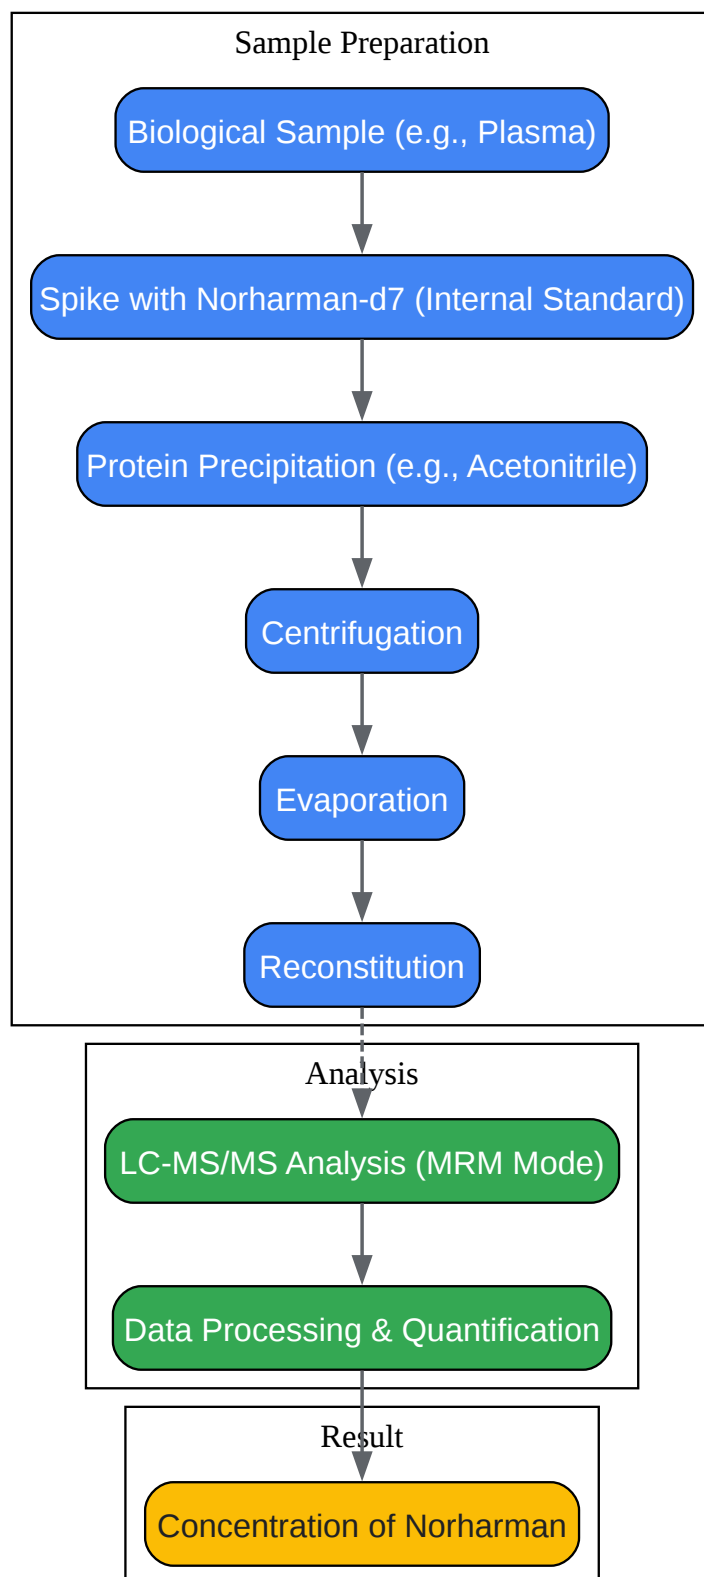 Sample Preparation
Biological Sample (e.g., Plasma)
Spike with Norharman-d7 (Internal Standard)
Protein Precipitation (e.g., Acetonitrile)
Centrifugation
Evaporation
Reconstitution
Analysis
LC-MS/MS Analysis (MRM Mode)
Data Processing & Quantification
Result
Concentration of Norharman